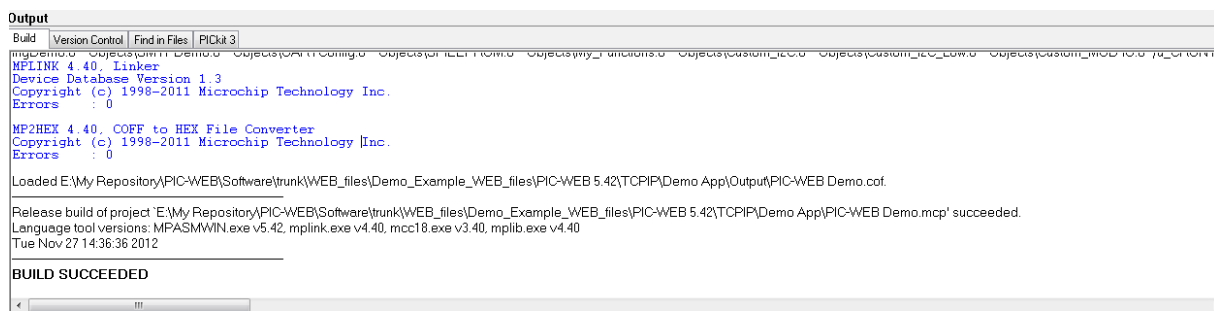 Output
Build Version Control Find in Files PICkit 3
MPLINK 4.40, Linker
Device Database Version 1.3
Copyright (c) 1998-2011 Microchip Technology Inc.
Errors : 0
MP2HEX 4.40, COFF to HEX File Converter
Copyright (c) 1998-2011 Microchip Technology Inc.
Errors : 0
Loaded E:\My Repository\PIC-WEB\Software\trunk\WEB_files\Demo_Example_WEB_files\PIC-WEB 5.42\TCPIP\Demo App\Output\PIC-WEB Demo.cof.
Release build of project `E:\My Repository\PIC-WEB\Software\trunk\WEB_files\Demo_Example_WEB_files\PIC-WEB 5.42\TCPIP\Demo App\PIC-WEB Demo.mcp' succeeded.
Language tool versions: MPASMWIN.exe v5.42, mplink.exe v4.40, mcc18.exe v3.40, mplib.exe v4.40
Tue Nov 27 14:36:36 2012
BUILD SUCCEEDED